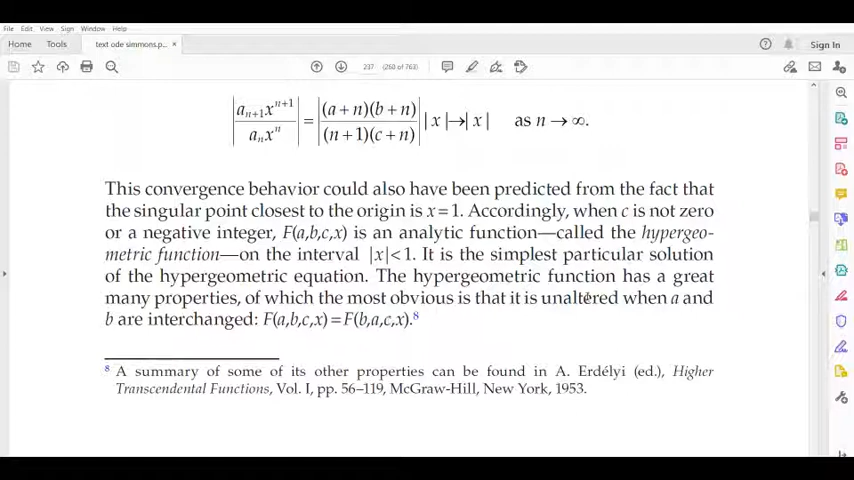 File Edit View Sign Window Help
Home Tools text ode simmons.p... × Sign In
237 (260 of 763)
|a_{n+1}x^{n+1} / a_n x^n| = |(a + n)(b + n) / (n + 1)(c + n)| |x| → |x| as n → ∞.
This convergence behavior could also have been predicted from the fact that
the singular point closest to the origin is x = 1. Accordingly, when c is not zero
or a negative integer, F(a,b,c,x) is an analytic function—called the hypergeo-
metric function—on the interval |x| < 1. It is the simplest particular solution
of the hypergeometric equation. The hypergeometric function has a great
many properties, of which the most obvious is that it is unaltered when a and
b are interchanged: F(a,b,c,x) = F(b,a,c,x).⁸
⁸ A summary of some of its other properties can be found in A. Erdélyi (ed.), Higher
Transcendental Functions, Vol. I, pp. 56–119, McGraw-Hill, New York, 1953.